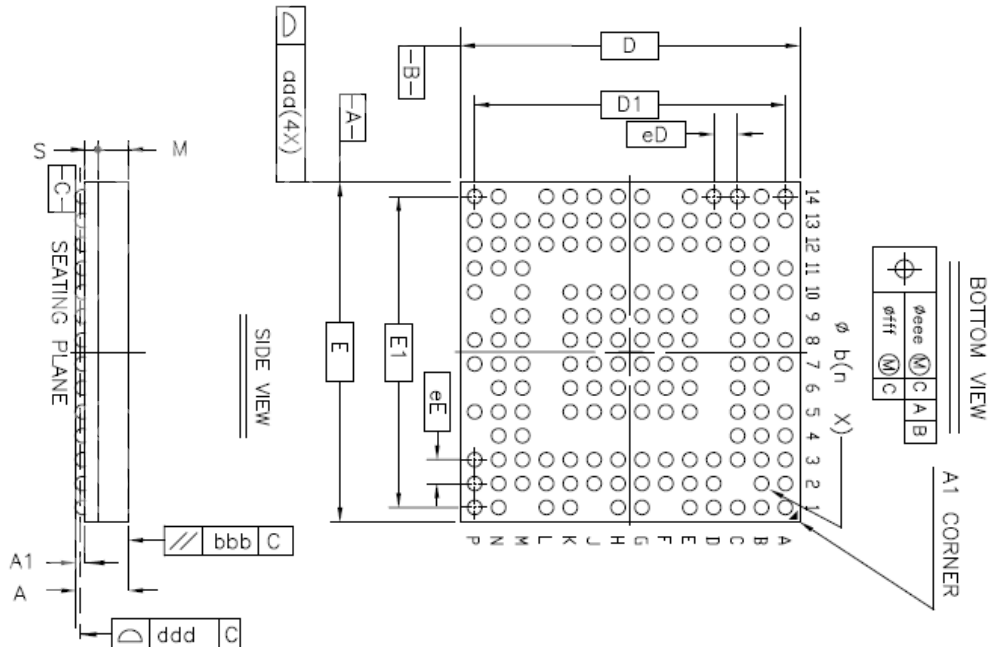 D
aaa(4X)
-B-
-A-
D
D1
eD
S
M
-C-
SEATING PLANE
SIDE VIEW
E
E1
eE
14
13
12
11
10
9
8
7
6
5
4
3
2
1
P N M L K J H G F E D C B A
BOTTOM VIEW
Øeee Ⓜ C A B
Øfff Ⓜ C
Ø b(n X)
A1 CORNER
// bbb C
A1
A
ddd C